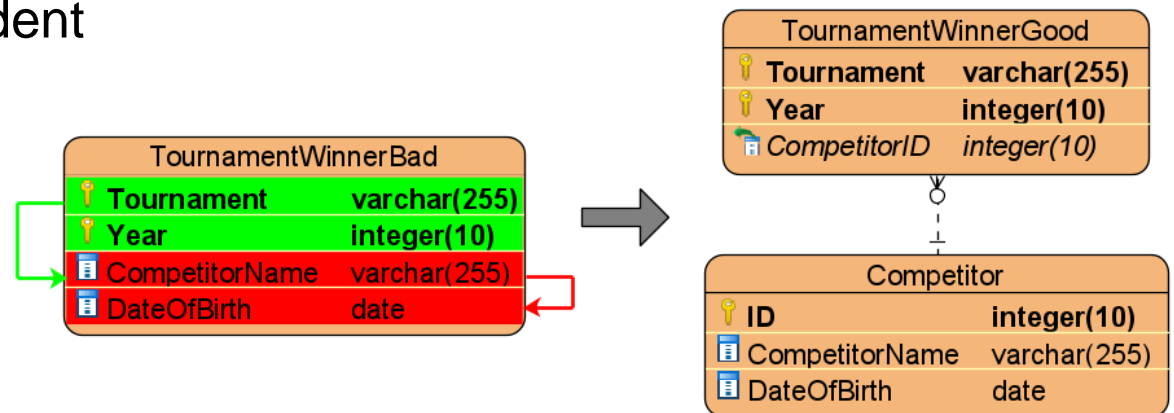 dent
TournamentWinnerBad
Tournament varchar(255)
Year integer(10)
CompetitorName varchar(255)
DateOfBirth date
TournamentWinnerGood
Tournament varchar(255)
Year integer(10)
CompetitorID integer(10)
Competitor
ID integer(10)
CompetitorName varchar(255)
DateOfBirth date